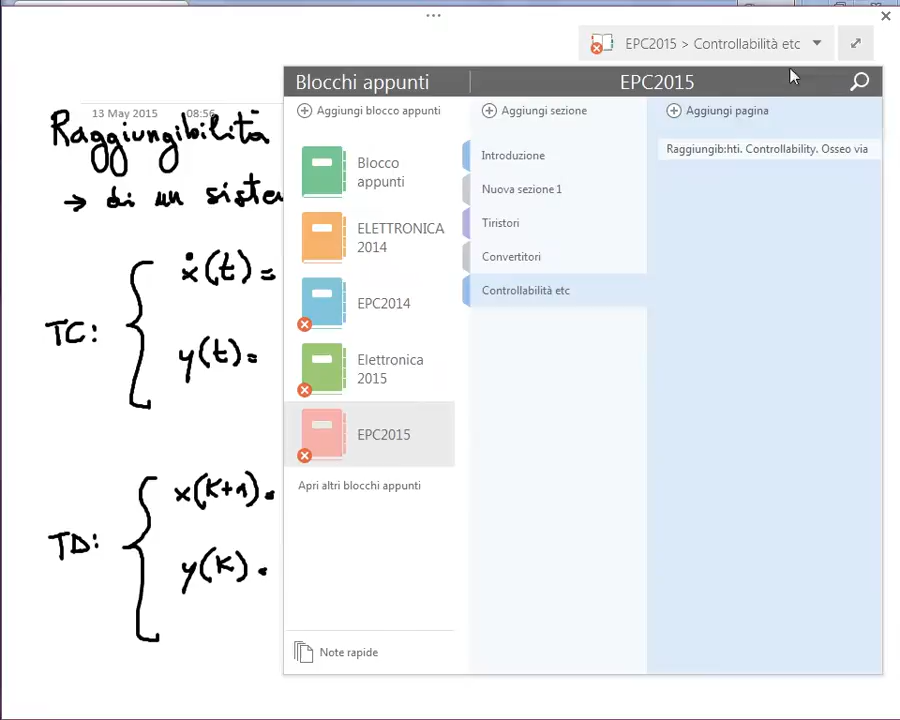 EPC2015 > Controllabilità etc
Blocchi appunti
EPC2015
13 May 2015 08:56
Aggiungi blocco appunti
Aggiungi sezione
Aggiungi pagina
Raggiungibilità
→ di un siste
Blocco
appunti
ELETTRONICA
2014
EPC2014
Elettronica
2015
EPC2015
Apri altri blocchi appunti
Note rapide
Introduzione
Nuova sezione 1
Tiristori
Convertitori
Controllabilità etc
Raggiungib:hti. Controllability. Osseo via
TC:
ẋ(t)=
y(t)=
TD:
x(k+1)=
y(k)=